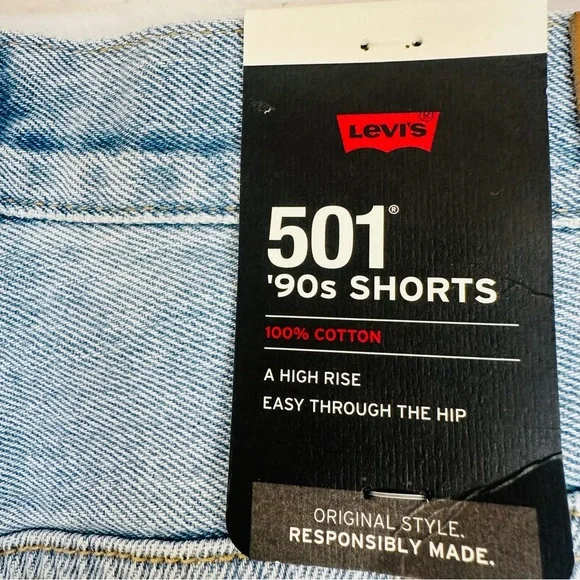 LEVI'S®
501®
'90s SHORTS
100% COTTON
A HIGH RISE
EASY THROUGH THE HIP
ORIGINAL STYLE.
RESPONSIBLY MADE.